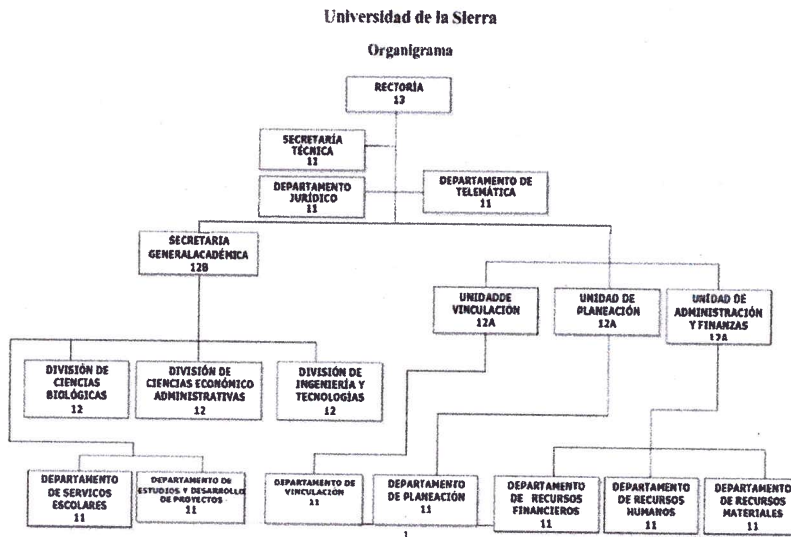 Universidad de la Sierra
Organigrama
RECTORÍA
13
SECRETARÍA
TÉCNICA
11
DEPARTAMENTO
JURÍDICO
11
DEPARTAMENTO DE
TELEMÁTICA
11
SECRETARÍA
GENERALACADÉMICA
12B
UNIDADDE
VINCULACION
12A
UNIDAD DE
PLANEACIÓN
12A
UNIDAD DE
ADMINISTRACIÓN
Y FINANZAS
12A
DIVISIÓN DE
CIENCIAS
BIOLÓGICAS
12
DIVISIÓN DE
CIENCIAS ECONÓMICO
ADMINISTRATIVAS
12
DIVISIÓN DE
INGENIERÍA Y
TECNOLOGÍAS
12
DEPARTAMENTO
DE SERVICOS
ESCOLARES
11
DEPARTAMENTO DE
ESTUDIOS Y DESARROLLO
DE PROYECTOS
11
DEPARTAMENTO DE
VINCULACIÓN
11
DEPARTAMENTO
DE PLANEACIÓN
11
DEPARTAMENTO
DE RECURSOS
FINANCIEROS
11
DEPARTAMENTO
DE RECURSOS
HUMANOS
11
DEPARTAMENTO
DE RECURSOS
MATERIALES
11
1